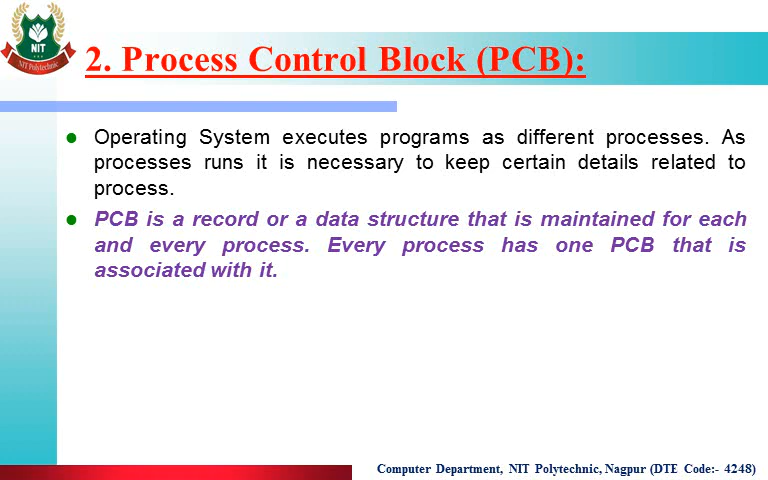 NIT
NIT Polytechnic
2. Process Control Block (PCB):
Operating System executes programs as different processes. As
processes runs it is necessary to keep certain details related to
process.
PCB is a record or a data structure that is maintained for each
and every process. Every process has one PCB that is
associated with it.
Computer Department, NIT Polytechnic, Nagpur (DTE Code:- 4248)